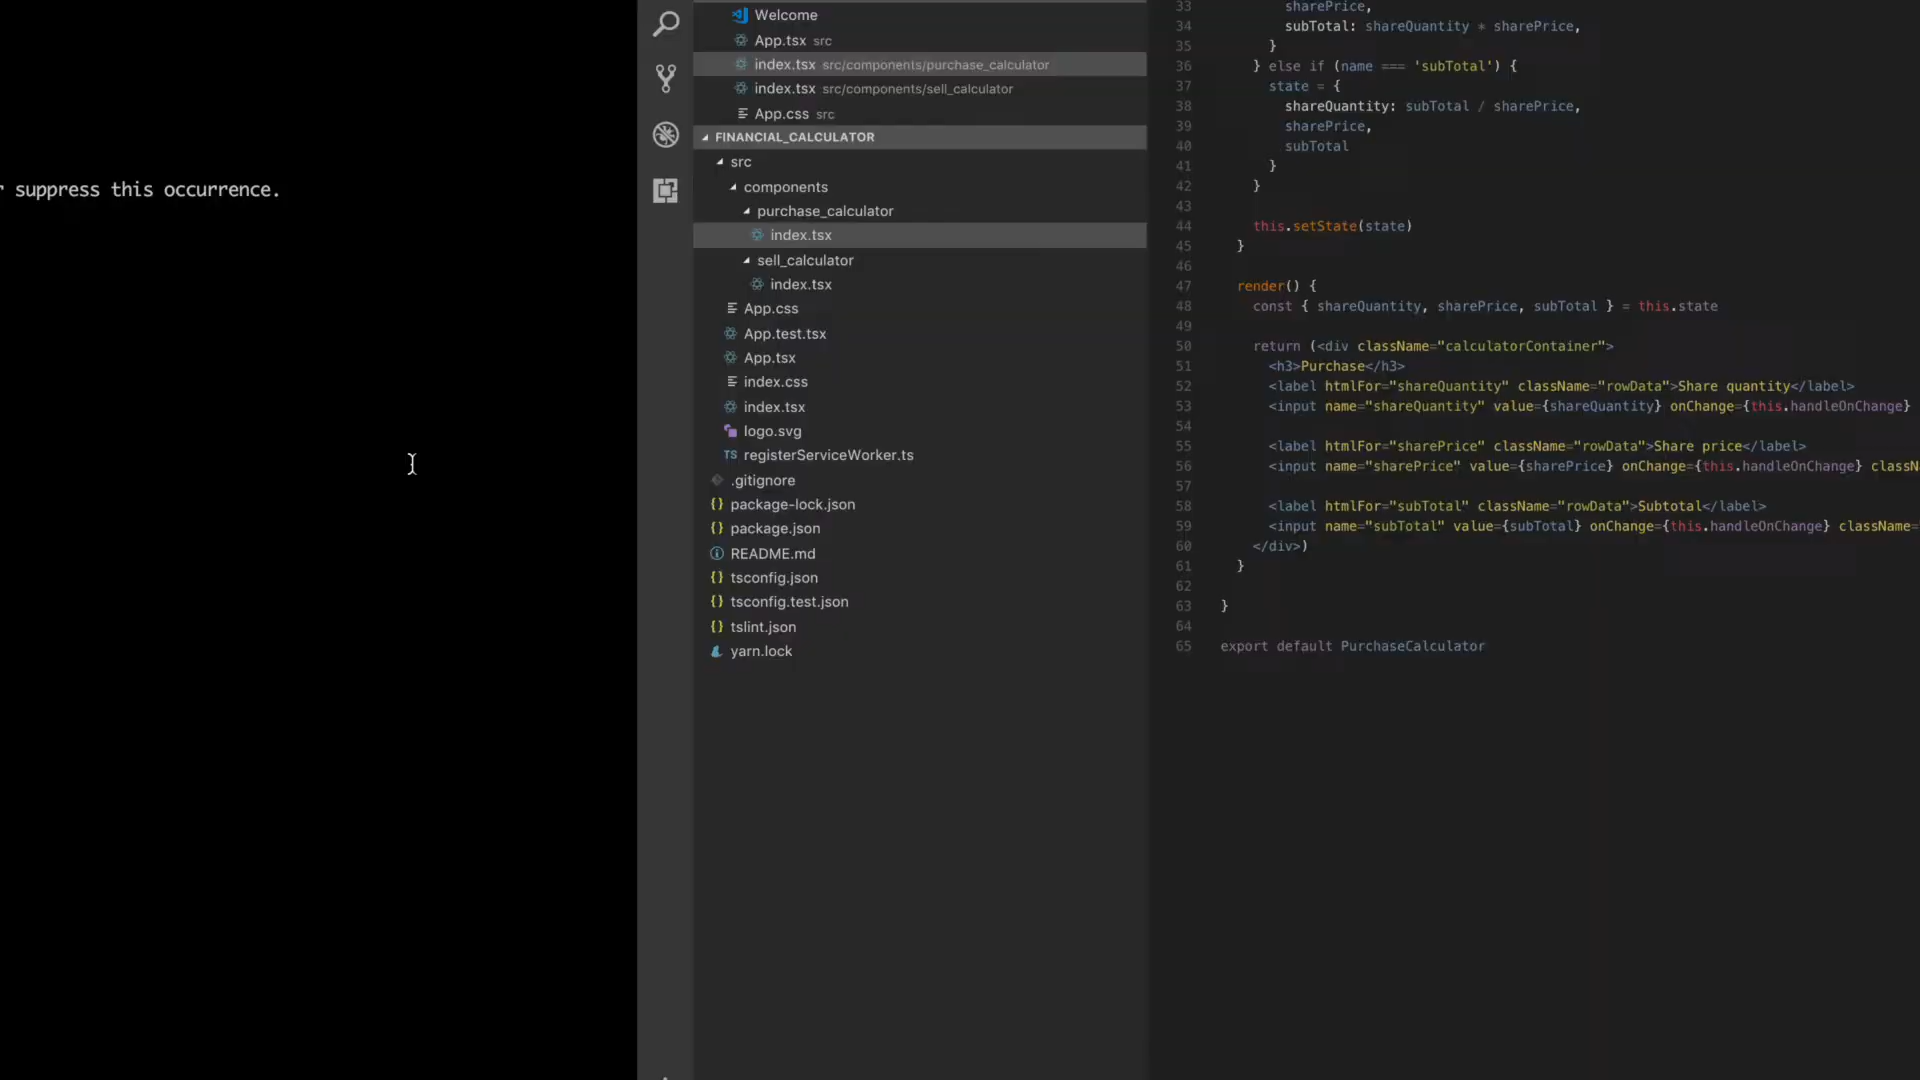 r suppress this occurrence.
Welcome
App.tsx src
index.tsx src/components/purchase_calculator
index.tsx src/components/sell_calculator
App.css src
FINANCIAL_CALCULATOR
src
components
purchase_calculator
index.tsx
sell_calculator
index.tsx
App.css
App.test.tsx
App.tsx
index.css
index.tsx
logo.svg
TS registerServiceWorker.ts
.gitignore
{} package-lock.json
{} package.json
README.md
{} tsconfig.json
{} tsconfig.test.json
{} tslint.json
yarn.lock
33 sharePrice,
34 subTotal: shareQuantity * sharePrice,
35 }
36 } else if (name === 'subTotal') {
37 state = {
38 shareQuantity: subTotal / sharePrice,
39 sharePrice,
40 subTotal
41 }
42 }
43
44 this.setState(state)
45 }
46
47 render() {
48 const { shareQuantity, sharePrice, subTotal } = this.state
49
50 return (<div className="calculatorContainer">
51 <h3>Purchase</h3>
52 <label htmlFor="shareQuantity" className="rowData">Share quantity</label>
53 <input name="shareQuantity" value={shareQuantity} onChange={this.handleOnChange}
54
55 <label htmlFor="sharePrice" className="rowData">Share price</label>
56 <input name="sharePrice" value={sharePrice} onChange={this.handleOnChange} classN
57
58 <label htmlFor="subTotal" className="rowData">Subtotal</label>
59 <input name="subTotal" value={subTotal} onChange={this.handleOnChange} className=
60 </div>)
61 }
62
63 }
64
65 export default PurchaseCalculator